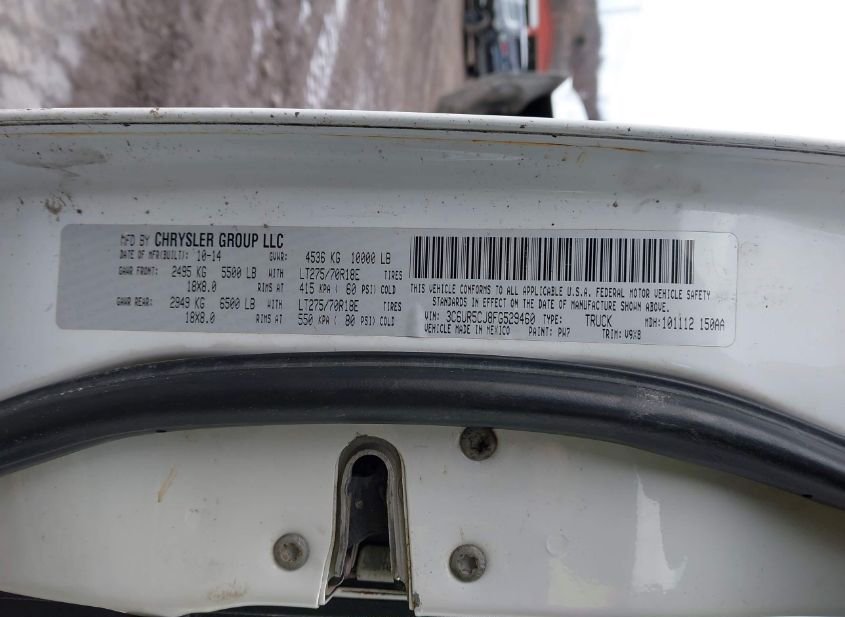 MFD BY CHRYSLER GROUP LLC
DATE OF MFR(BUILT): 10-14 GVWR: 4536 KG 10000 LB
GAWR FRONT: 2495 KG 5500 LB WITH LT275/70R18E TIRES
18X8.0 RIMS AT 415 KPA ( 60 PSI) COLD
GAWR REAR: 2949 KG 6500 LB WITH LT275/70R18E TIRES
18X8.0 RIMS AT 550 KPA ( 80 PSI) COLD
THIS VEHICLE CONFORMS TO ALL APPLICABLE U.S.A. FEDERAL MOTOR VEHICLE SAFETY
STANDARDS IN EFFECT ON THE DATE OF MANUFACTURE SHOWN ABOVE.
VIN: 3C6UR5CJ8FG529460 TYPE: TRUCK MDH: 101112 150AA
VEHICLE MADE IN MEXICO PAINT: PW7 TRIM: V9X8